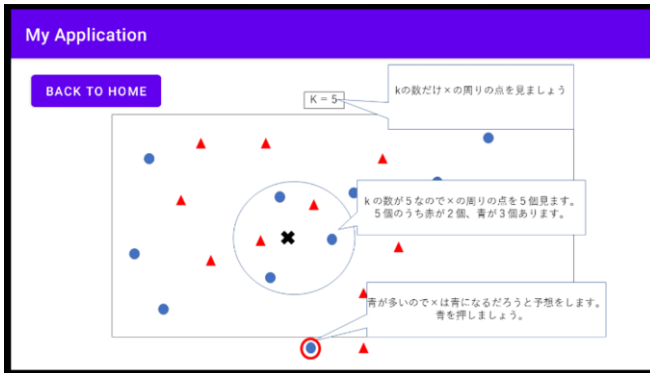 My Application
BACK TO HOME
K = 5
kの数だけ×の周りの点を見ましょう
kの数が5なので×の周りの点を5個見ます。
5個のうち赤が2個、青が3個あります。
青が多いので×は青になるだろうと予想をします。
青を押しましょう。